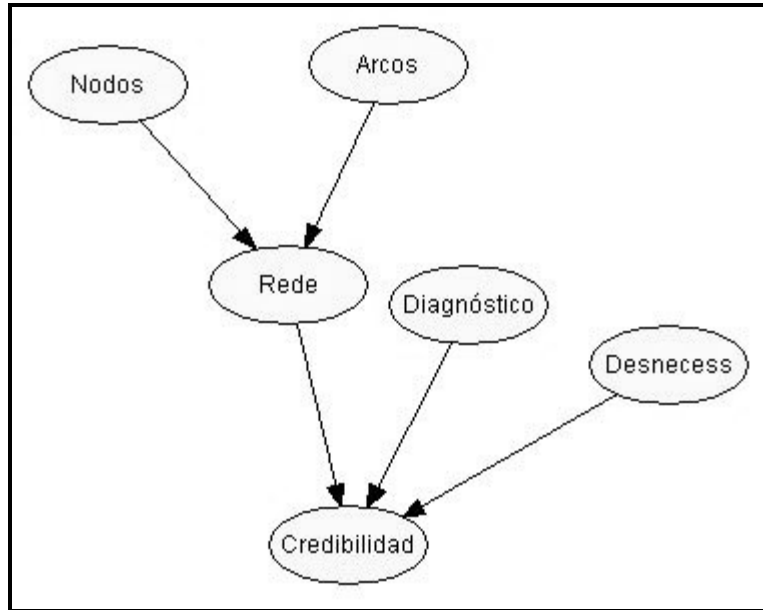 Nodos
Arcos
Rede
Diagnóstico
Desnecess
Credibilidad